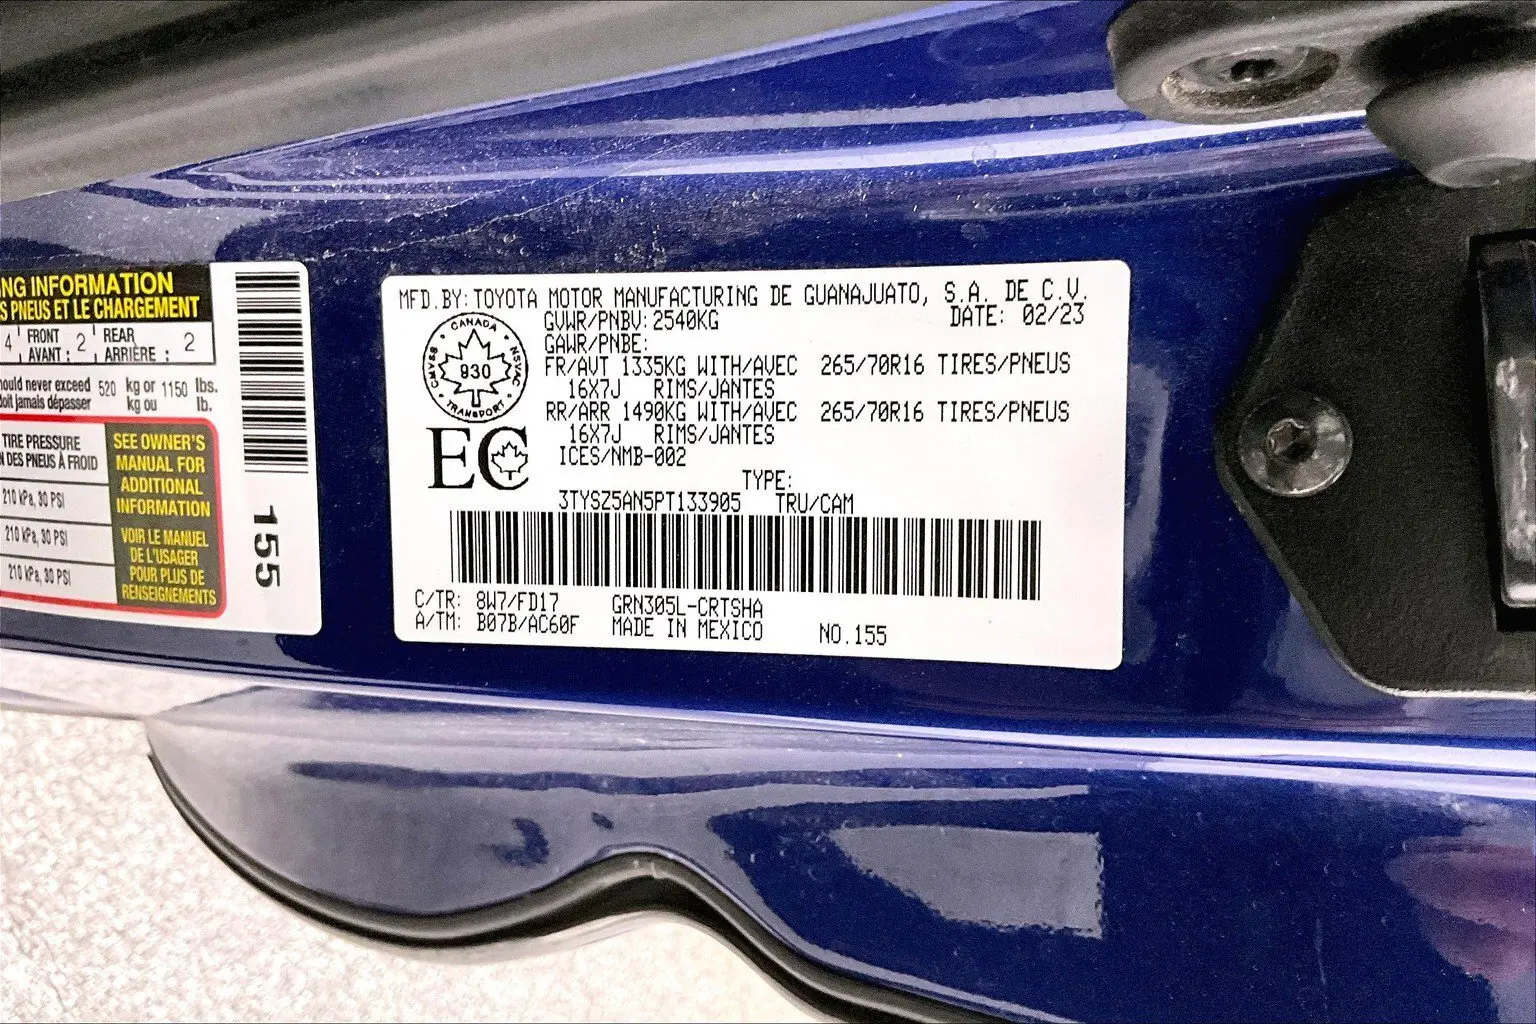 NG INFORMATION
S PNEUS ET LE CHARGEMENT
4 FRONT AVANT : 2 REAR ARRIÈRE : 2
ould never exceed 520 kg or 1150 lbs.
doit jamais dépasser kg ou lb.
TIRE PRESSURE
N DES PNEUS À FROID
210 kPa, 30 PSI
210 kPa, 30 PSI
210 kPa, 30 PSI
SEE OWNER'S
MANUAL FOR
ADDITIONAL
INFORMATION
VOIR LE MANUEL
DE L'USAGER
POUR PLUS DE
RENSEIGNEMENTS
155
MFD.BY:TOYOTA MOTOR MANUFACTURING DE GUANAJUATO, S.A. DE C.V.
GVWR/PNBV:2540KG DATE: 02/23
GAWR/PNBE:
FR/AVT 1335KG WITH/AVEC 265/70R16 TIRES/PNEUS
16X7J RIMS/JANTES
RR/ARR 1490KG WITH/AVEC 265/70R16 TIRES/PNEUS
16X7J RIMS/JANTES
ICES/NMB-002
CANADA
NSVAC
TRANSPORT
930
EC
TYPE:
3TYSZ5AN5PT133905 TRU/CAM
C/TR: 8W7/FD17 GRN305L-CRTSHA
A/TM: B07B/AC60F MADE IN MEXICO NO.155